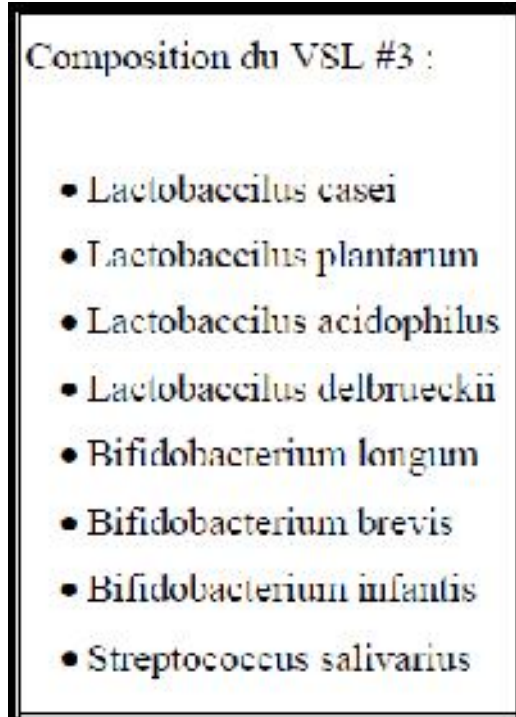 Composition du VSL #3 :
• Lactobaccilus casei
• Lactobaccilus plantarum
• Lactobaccilus acidophilus
• Lactobaccilus delbrueckii
• Bifidobacterium longum
• Bifidobacterium brevis
• Bifidobacterium infantis
• Streptococcus salivarius